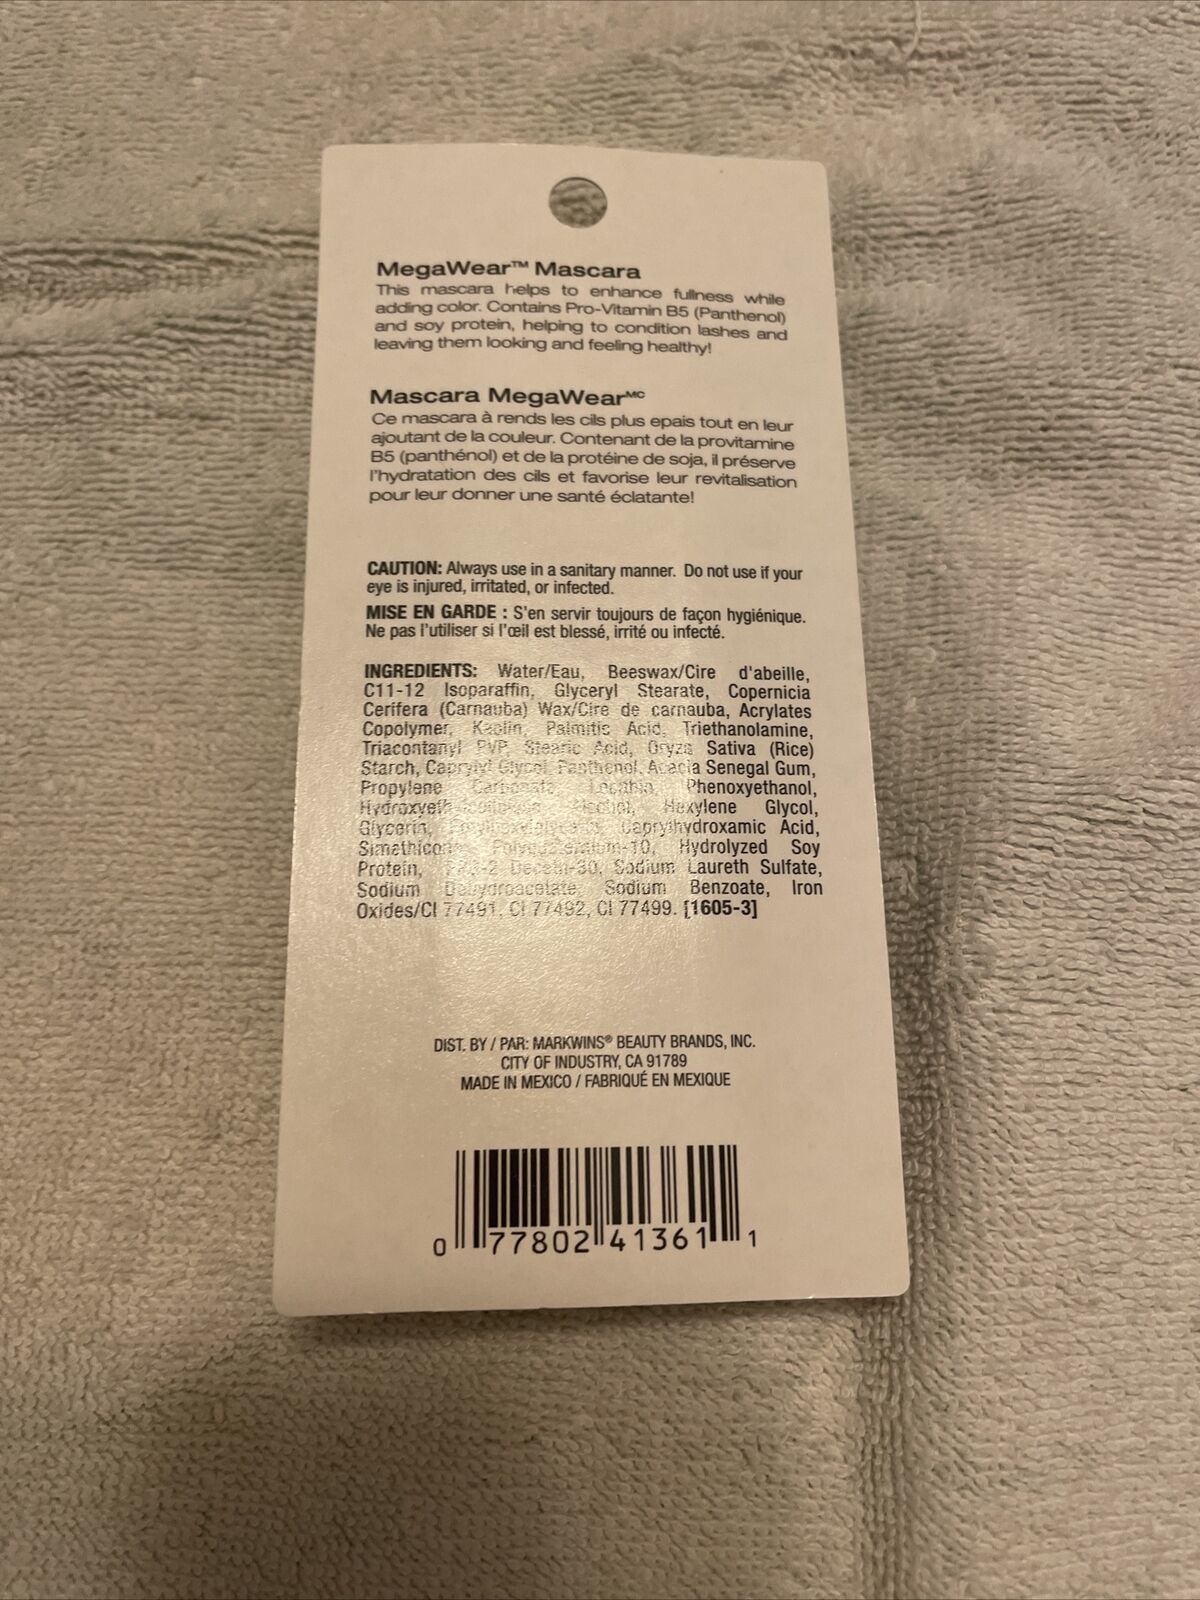 MegaWear™ Mascara
This mascara helps to enhance fullness while
adding color. Contains Pro-Vitamin B5 (Panthenol)
and soy protein, helping to condition lashes and
leaving them looking and feeling healthy!
Mascara MegaWearMC
Ce mascara à rends les cils plus epais tout en leur
ajoutant de la couleur. Contenant de la provitamine
B5 (panthénol) et de la protéine de soja, il préserve
l'hydratation des cils et favorise leur revitalisation
pour leur donner une santé éclatante!
CAUTION: Always use in a sanitary manner. Do not use if your
eye is injured, irritated, or infected.
MISE EN GARDE : S'en servir toujours de façon hygiénique.
Ne pas l'utiliser si l'œil est blessé, irrité ou infecté.
INGREDIENTS: Water/Eau, Beeswax/Cire d'abeille,
C11-12 Isoparaffin, Glyceryl Stearate, Copernicia
Cerifera (Carnauba) Wax/Cire de carnauba, Acrylates
Copolymer, Kaolin, Palmitic Acid, Triethanolamine,
Triacontanyl PVP, Stearic Acid, Oryza Sativa (Rice)
Starch, Caprylyl Glycol, Panthenol, Acacia Senegal Gum,
Propylene Carbonate, Lecithin, Phenoxyethanol,
Alcohol, Hexylene Glycol,
Glycerin, Caprylhydroxamic Acid,
Hydrolyzed Soy
Protein, Sodium Laureth Sulfate,
Sodium Dehydroacetate, Sodium Benzoate, Iron
Oxides/CI 77491, CI 77492, CI 77499. [1605-3]
DIST. BY / PAR: MARKWINS® BEAUTY BRANDS, INC.
CITY OF INDUSTRY, CA 91789
MADE IN MEXICO / FABRIQUÉ EN MEXIQUE
0 77802 41361 1